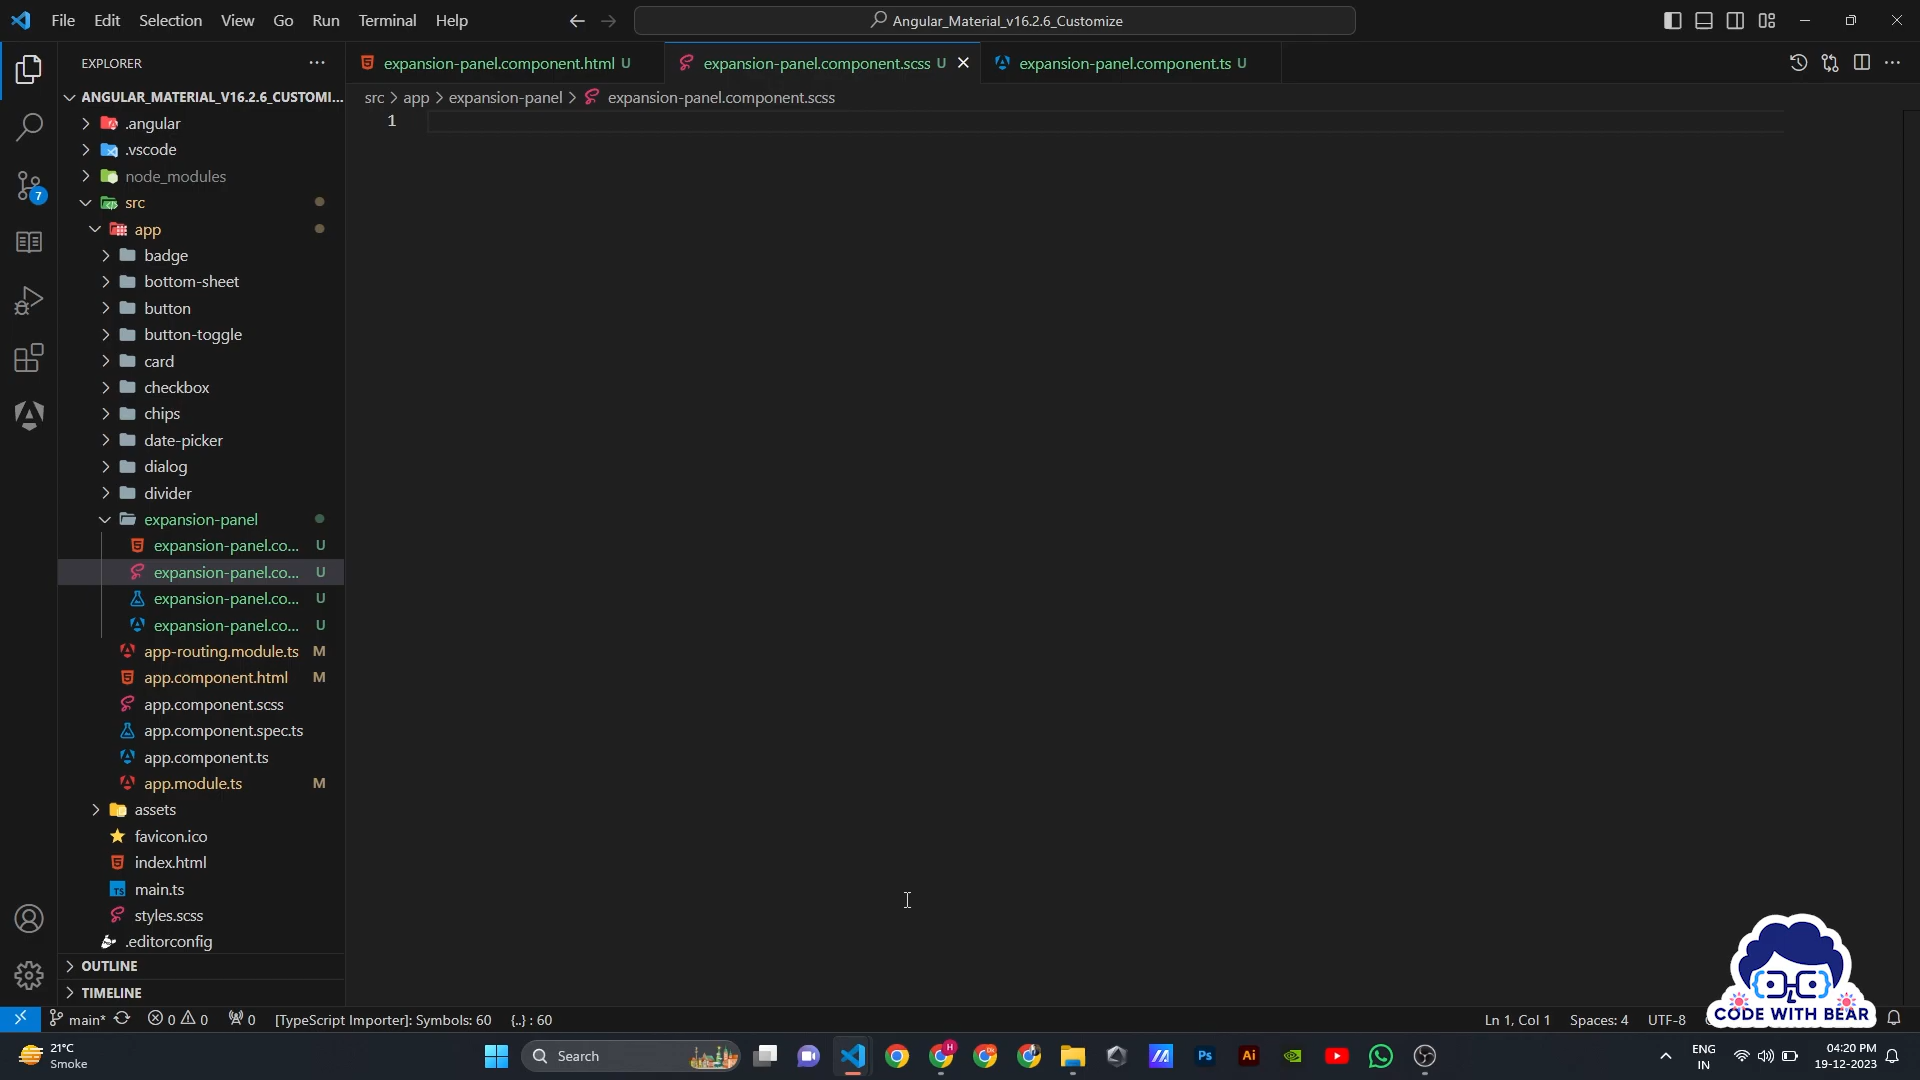 File Edit Selection View Go Run Terminal Help
Angular_Material_v16.2.6_Customize
EXPLORER
expansion-panel.component.html U
expansion-panel.component.scss U
expansion-panel.component.ts U
ANGULAR_MATERIAL_V16.2.6_CUSTOMI...
src > app > expansion-panel > expansion-panel.component.scss
1
.angular
.vscode
node_modules
src
app
badge
bottom-sheet
button
button-toggle
card
checkbox
chips
date-picker
dialog
divider
expansion-panel
expansion-panel.co... U
expansion-panel.co... U
expansion-panel.co... U
expansion-panel.co... U
app-routing.module.ts M
app.component.html M
app.component.scss
app.component.spec.ts
app.component.ts
app.module.ts M
assets
favicon.ico
index.html
TS main.ts
styles.scss
.editorconfig
OUTLINE
TIMELINE
7
CODE WITH BEAR
main* 0 0 0 [TypeScript Importer]: Symbols: 60 {..} : 60
Ln 1, Col 1 Spaces: 4 UTF-8
21°C
Smoke
Search
H
Ps
Ai
ENG
IN
04:20 PM
19-12-2023